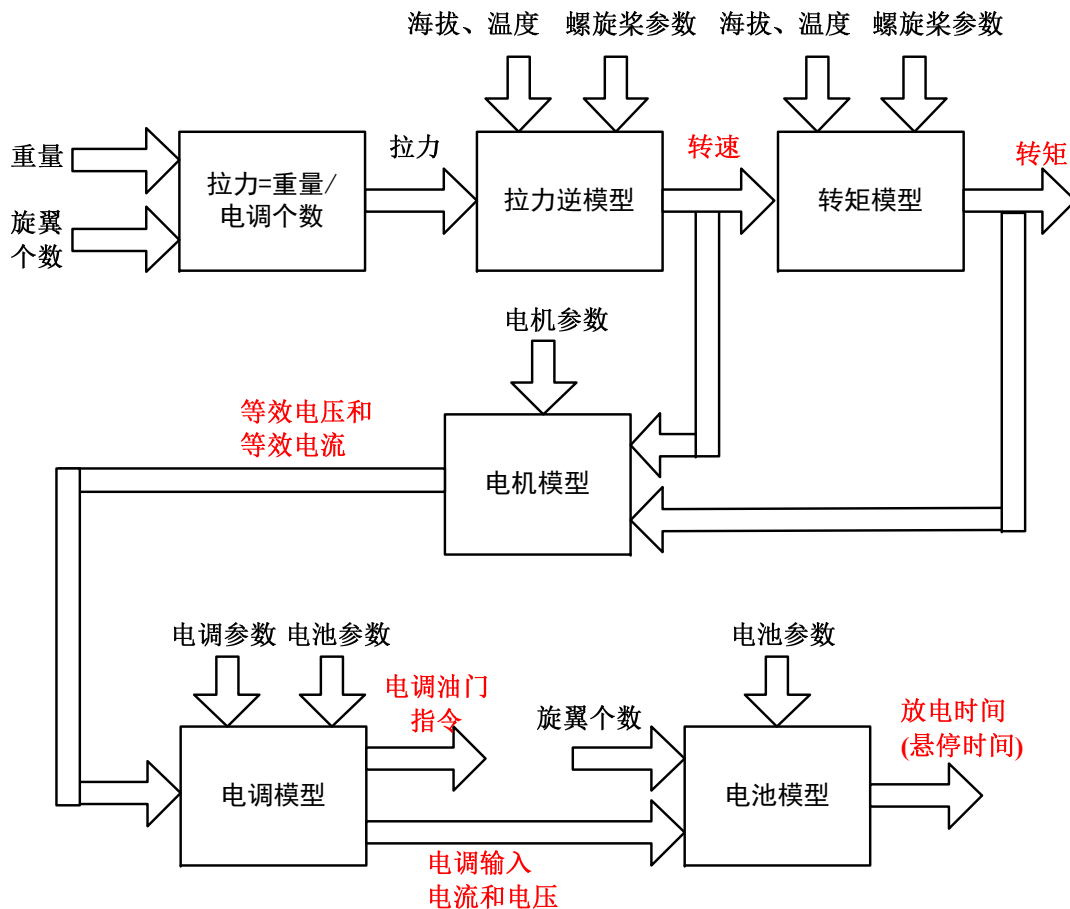 海拔、温度
螺旋桨参数
海拔、温度
螺旋桨参数
重量
旋翼
个数
拉力=重量/
电调个数
拉力
拉力逆模型
转速
转矩模型
转矩
电机参数
等效电压和
等效电流
电机模型
电调参数
电池参数
电调油门
指令
电调模型
电调输入
电流和电压
旋翼个数
电池参数
电池模型
放电时间
(悬停时间)